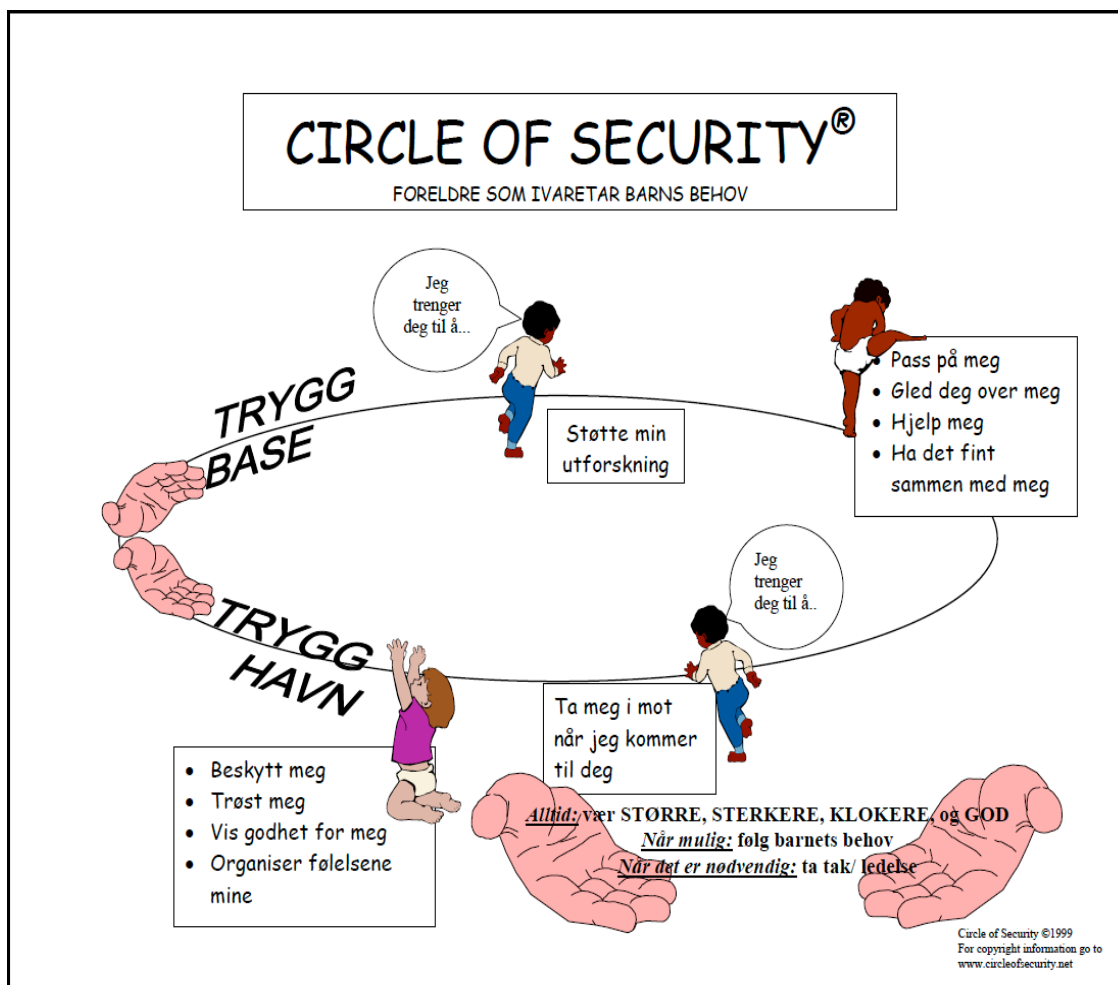 CIRCLE OF SECURITY®
FORELDRE SOM IVARETAR BARNS BEHOV
Jeg
trenger
deg til å...
TRYGG
BASE
Støtte min
utforskning
• Pass på meg
• Gled deg over meg
• Hjelp meg
• Ha det fint
sammen med meg
Jeg
trenger
deg til å..
TRYGG
HAVN
Ta meg i mot
når jeg kommer
til deg
• Beskytt meg
• Trøst meg
• Vis godhet for meg
• Organiser følelsene
mine
Alltid: vær STØRRE, STERKERE, KLOKERE, og GOD
Når mulig: følg barnets behov
Når det er nødvendig: ta tak/ ledelse
Circle of Security ©1999
For copyright information go to
www.circleofsecurity.net